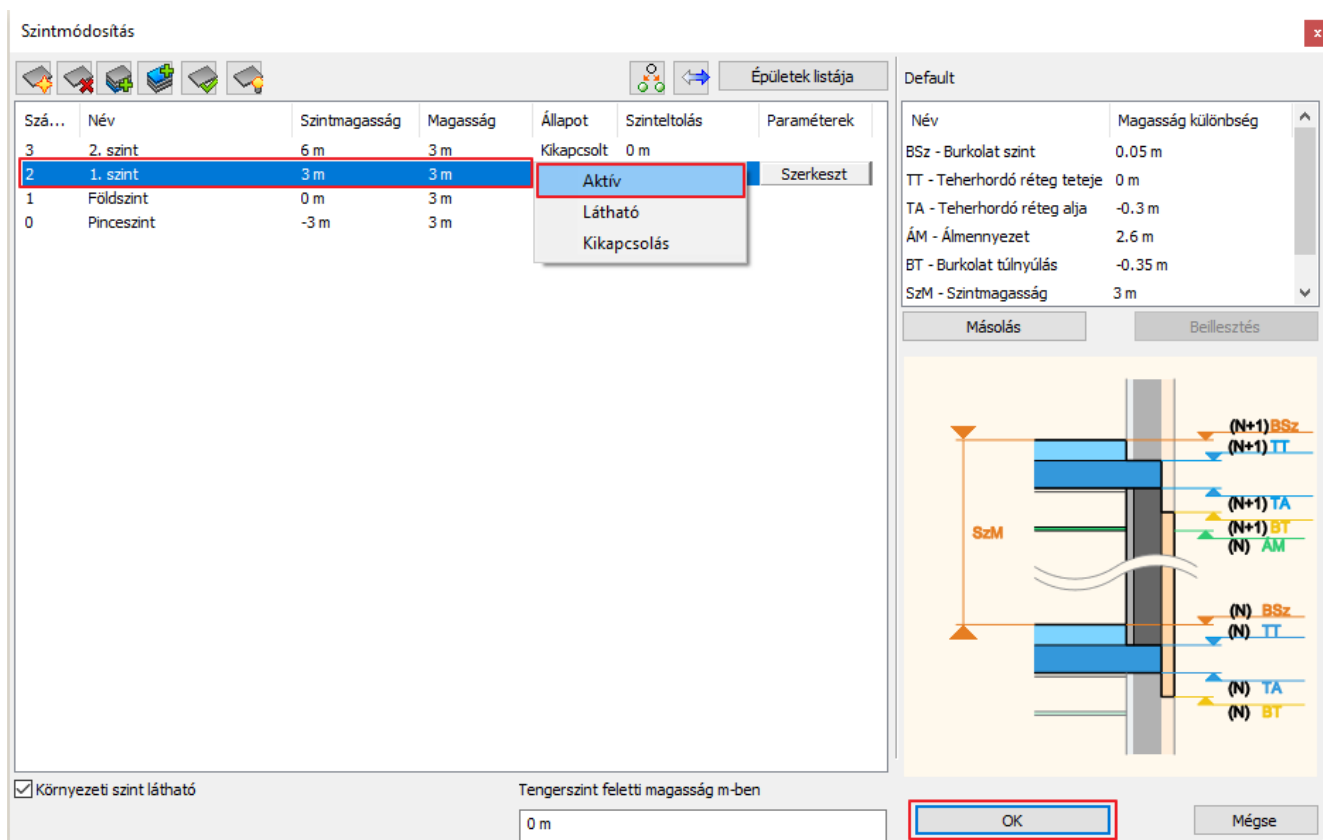 Szintmódosítás
x
Épületek listája
Szá... Név Szintmagasság Magasság Állapot Szinteltolás Paraméterek
3 2. szint 6 m 3 m Kikapcsolt 0 m
2 1. szint 3 m 3 m Szerkeszt
1 Földszint 0 m 3 m
0 Pinceszint -3 m 3 m
Aktív
Látható
Kikapcsolás
Default
Név Magasság különbség
BSz - Burkolat szint 0.05 m
TT - Teherhordó réteg teteje 0 m
TA - Teherhordó réteg alja -0.3 m
ÁM - Álmennyezet 2.6 m
BT - Burkolat túlnyúlás -0.35 m
SzM - Szintmagasság 3 m
Másolás Beillesztés
(N+1) BSz
(N+1) TT
(N+1) TA
(N+1) BT
(N) ÁM
SzM
(N) BSz
(N) TT
(N) TA
(N) BT
Környezeti szint látható
Tengerszint feletti magasság m-ben
0 m
OK Mégse